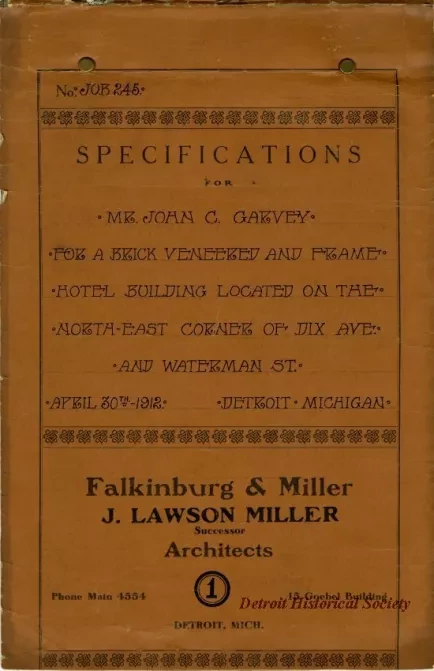 No. JOB 245.
SPECIFICATIONS
FOR
MR. JOHN C. GARVEY
FOR A BRICK VENEERED AND FRAME
HOTEL BUILDING LOCATED ON THE
NORTH-EAST CORNER OF DIX AVE.
AND WATERMAN ST.
APRIL 30TH-1912. DETROIT • MICHIGAN
Falkinburg & Miller
J. LAWSON MILLER
Successor
Architects
Phone Main 4554 1 13 Goebel Building
Detroit Historical Society
DETROIT, MICH.